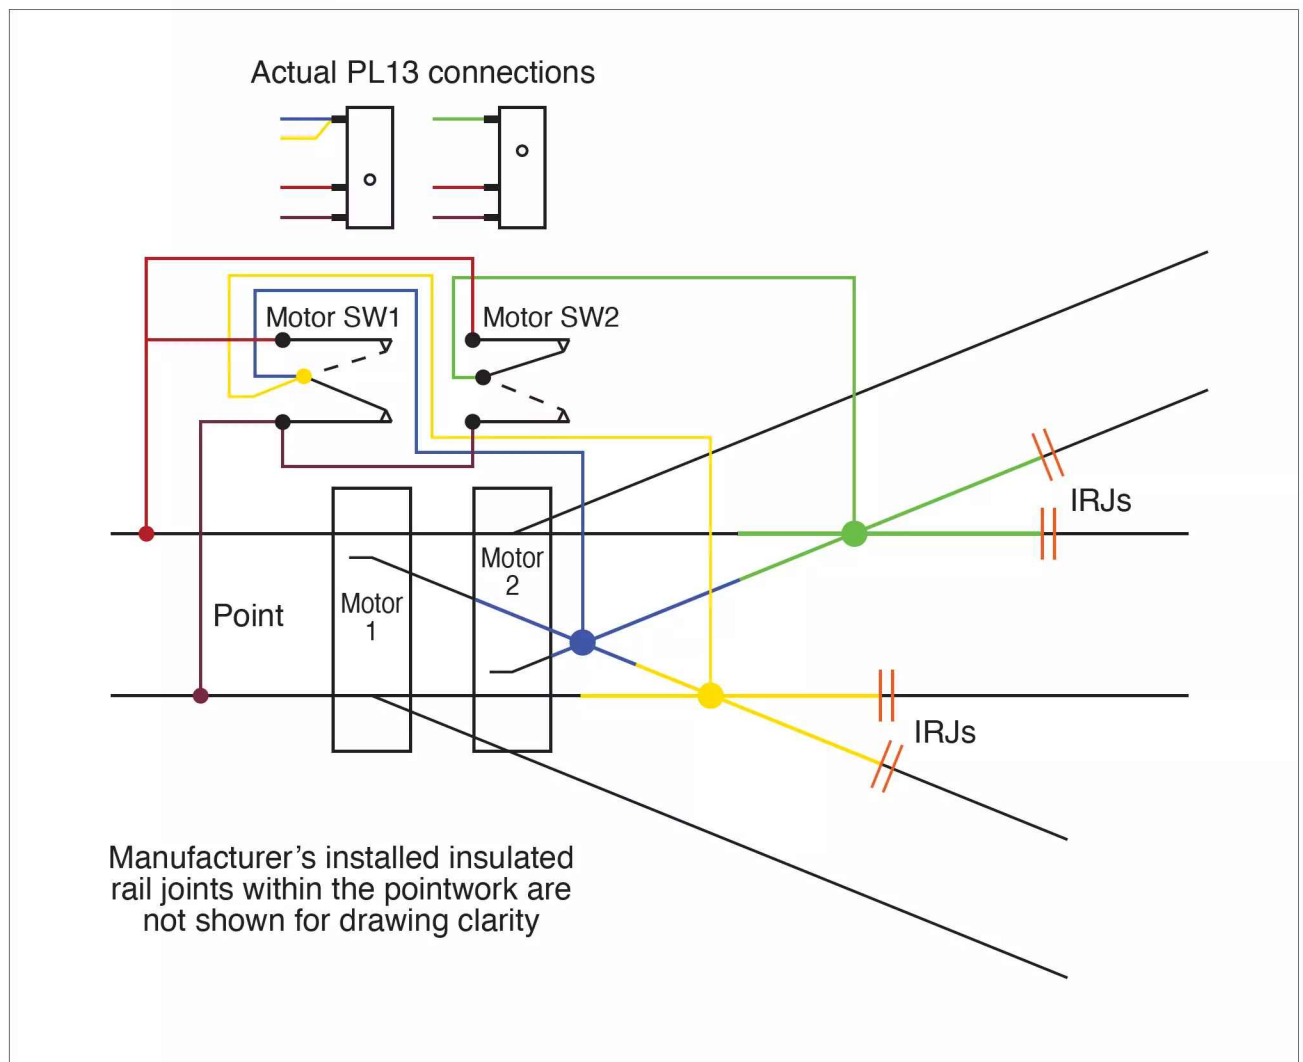 Actual PL13 connections
Motor SW1
Motor SW2
IRJs
Motor
2
Motor
1
Point
IRJs
Manufacturer's installed insulated
rail joints within the pointwork are
not shown for drawing clarity